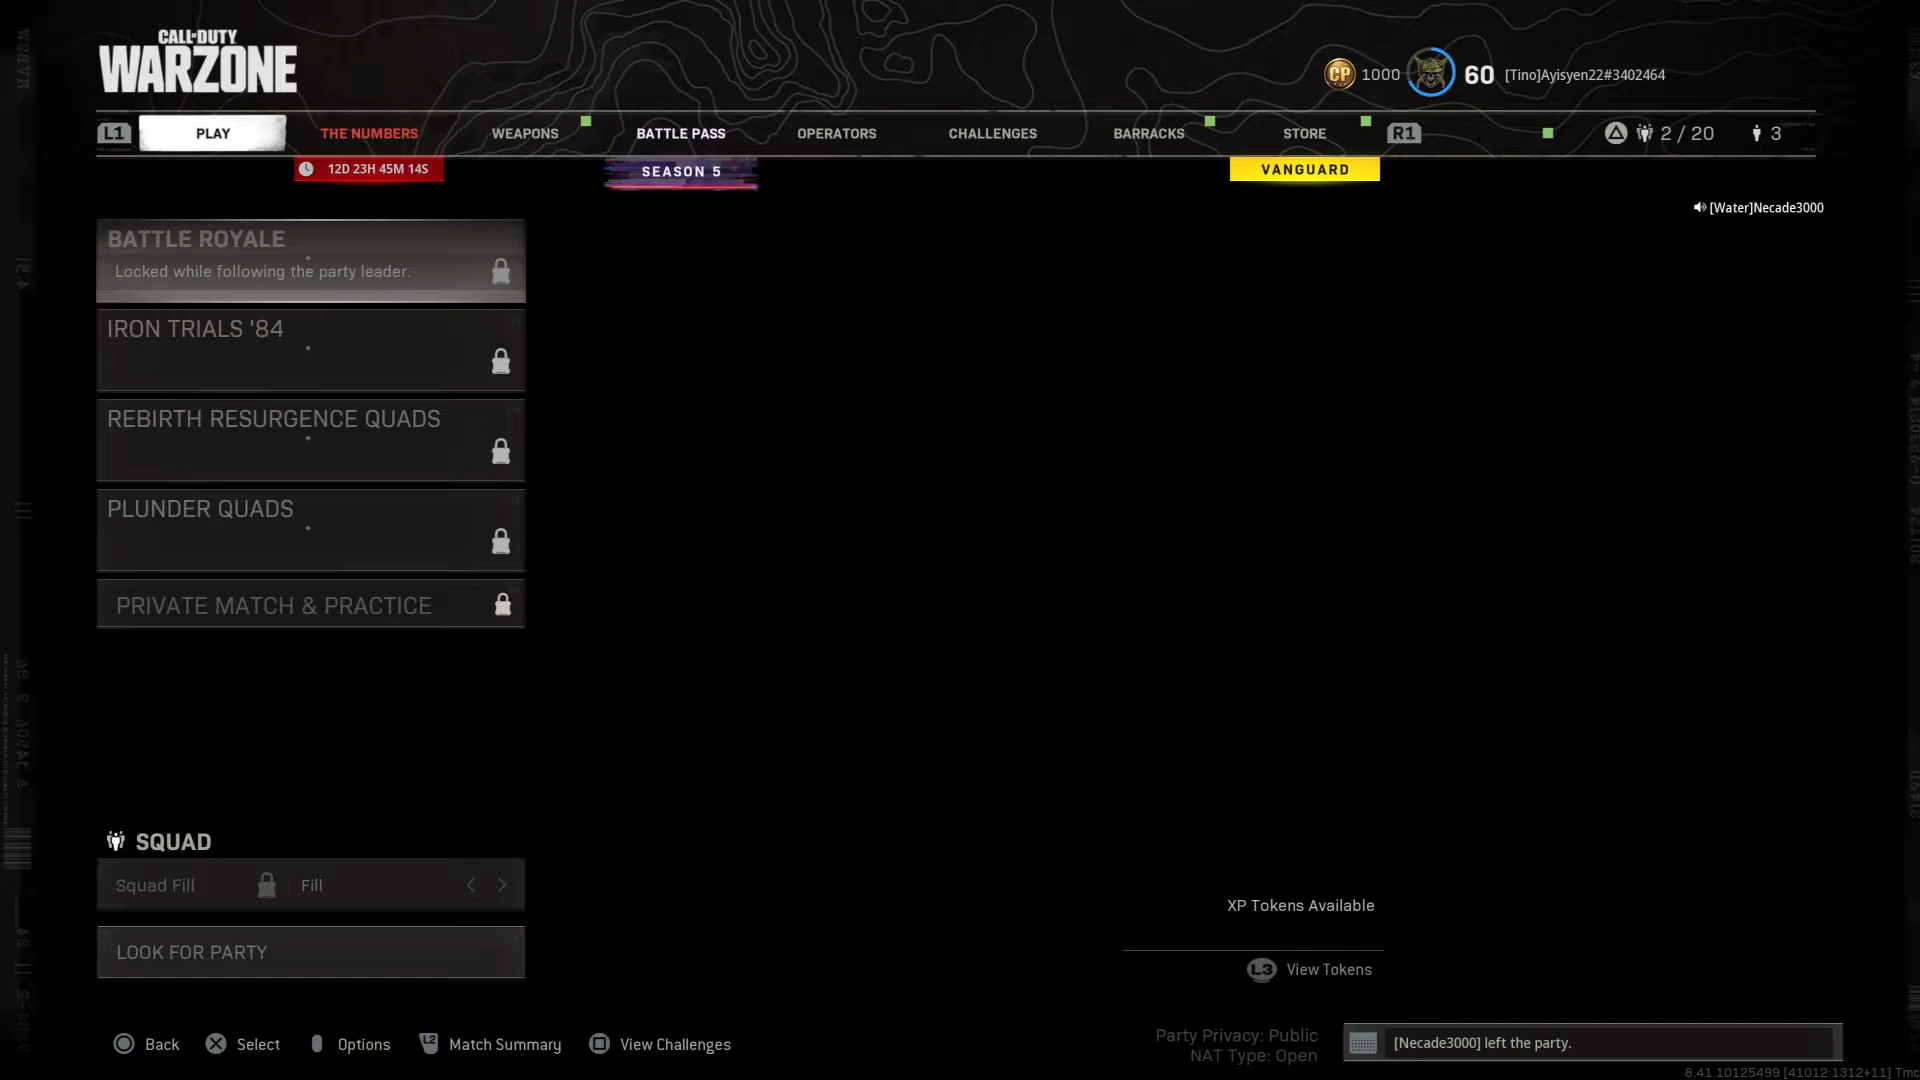 CALL OF DUTY
WARZONE
CP 1000 60 [Tino]Ayisyen22#3402464
L1 PLAY THE NUMBERS WEAPONS BATTLE PASS OPERATORS CHALLENGES BARRACKS STORE R1 2 / 20 3
12D 23H 45M 14S SEASON 5 VANGUARD
[Water]Necade3000
BATTLE ROYALE
Locked while following the party leader.
IRON TRIALS '84
REBIRTH RESURGENCE QUADS
PLUNDER QUADS
PRIVATE MATCH & PRACTICE
SQUAD
Squad Fill Fill
LOOK FOR PARTY
XP Tokens Available
L3 View Tokens
Back Select Options L2 Match Summary View Challenges
Party Privacy: Public
NAT Type: Open
[Necade3000] left the party.
8.41.10125499 [41012:1312+11] Tmc